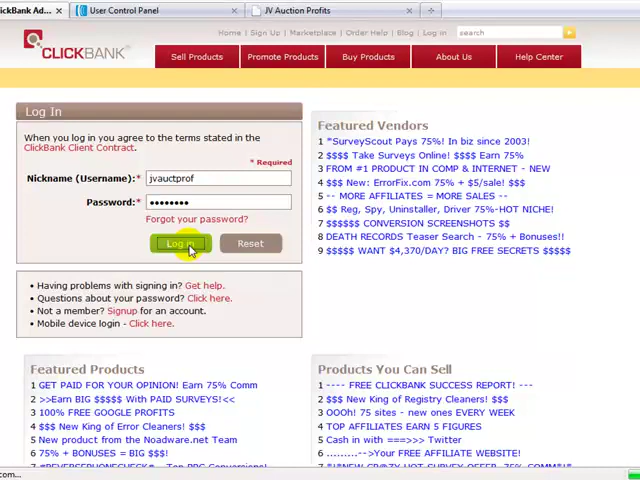 ickBank Ad...
User Control Panel
JV Auction Profits
Home | Sign Up | Marketplace | Order Help | Blog | Log in
search
CLICKBANK
Sell Products
Promote Products
Buy Products
About Us
Help Center
Log In
When you log in you agree to the terms stated in the
ClickBank Client Contract.
* Required
Nickname (Username):* jvauctprof
Password:* ••••••••
Forgot your password?
Log in
Reset
• Having problems with signing in? Get help.
• Questions about your password? Click here.
• Not a member? Signup for an account.
• Mobile device login - Click here.
Featured Vendors
1 "SurveyScout Pays 75%! In biz since 2003!
2 $$$$ Take Surveys Online! $$$$ Earn 75%
3 FROM #1 PRODUCT IN COMP & INTERNET - NEW
4 $$$ New: ErrorFix.com 75% + $5/sale! $$$
5 -- MORE AFFILIATES = MORE SALES --
6 $$ Reg, Spy, Uninstaller, Driver 75%-HOT NICHE!
7 $$$$$$ CONVERSION SCREENSHOTS $$
8 DEATH RECORDS Teaser Search - 75% + Bonuses!!
9 $$$$$ WANT $4,370/DAY? BIG FREE SECRETS $$$$$
Featured Products
1 GET PAID FOR YOUR OPINION! Earn 75% Comm
2 >>Earn BIG $$$$$ With PAID SURVEYS!<<
3 100% FREE GOOGLE PROFITS
4 $$$ New King of Error Cleaners! $$$
5 New product from the Noadware.net Team
6 75% + BONUSES = BIG $$$!
7 #REVERSEPHONECHECK# - Top PPC Conversions!
Products You Can Sell
1 ---- FREE CLICKBANK SUCCESS REPORT! ---
2 $$$ New King of Registry Cleaners! $$$
3 OOOh! 75 sites - new ones EVERY WEEK
4 TOP AFFILIATES EARN 5 FIGURES
5 Cash in with ===>>> Twitter
6 ..........-->Your FREE AFFILIATE WEBSITE!
com...